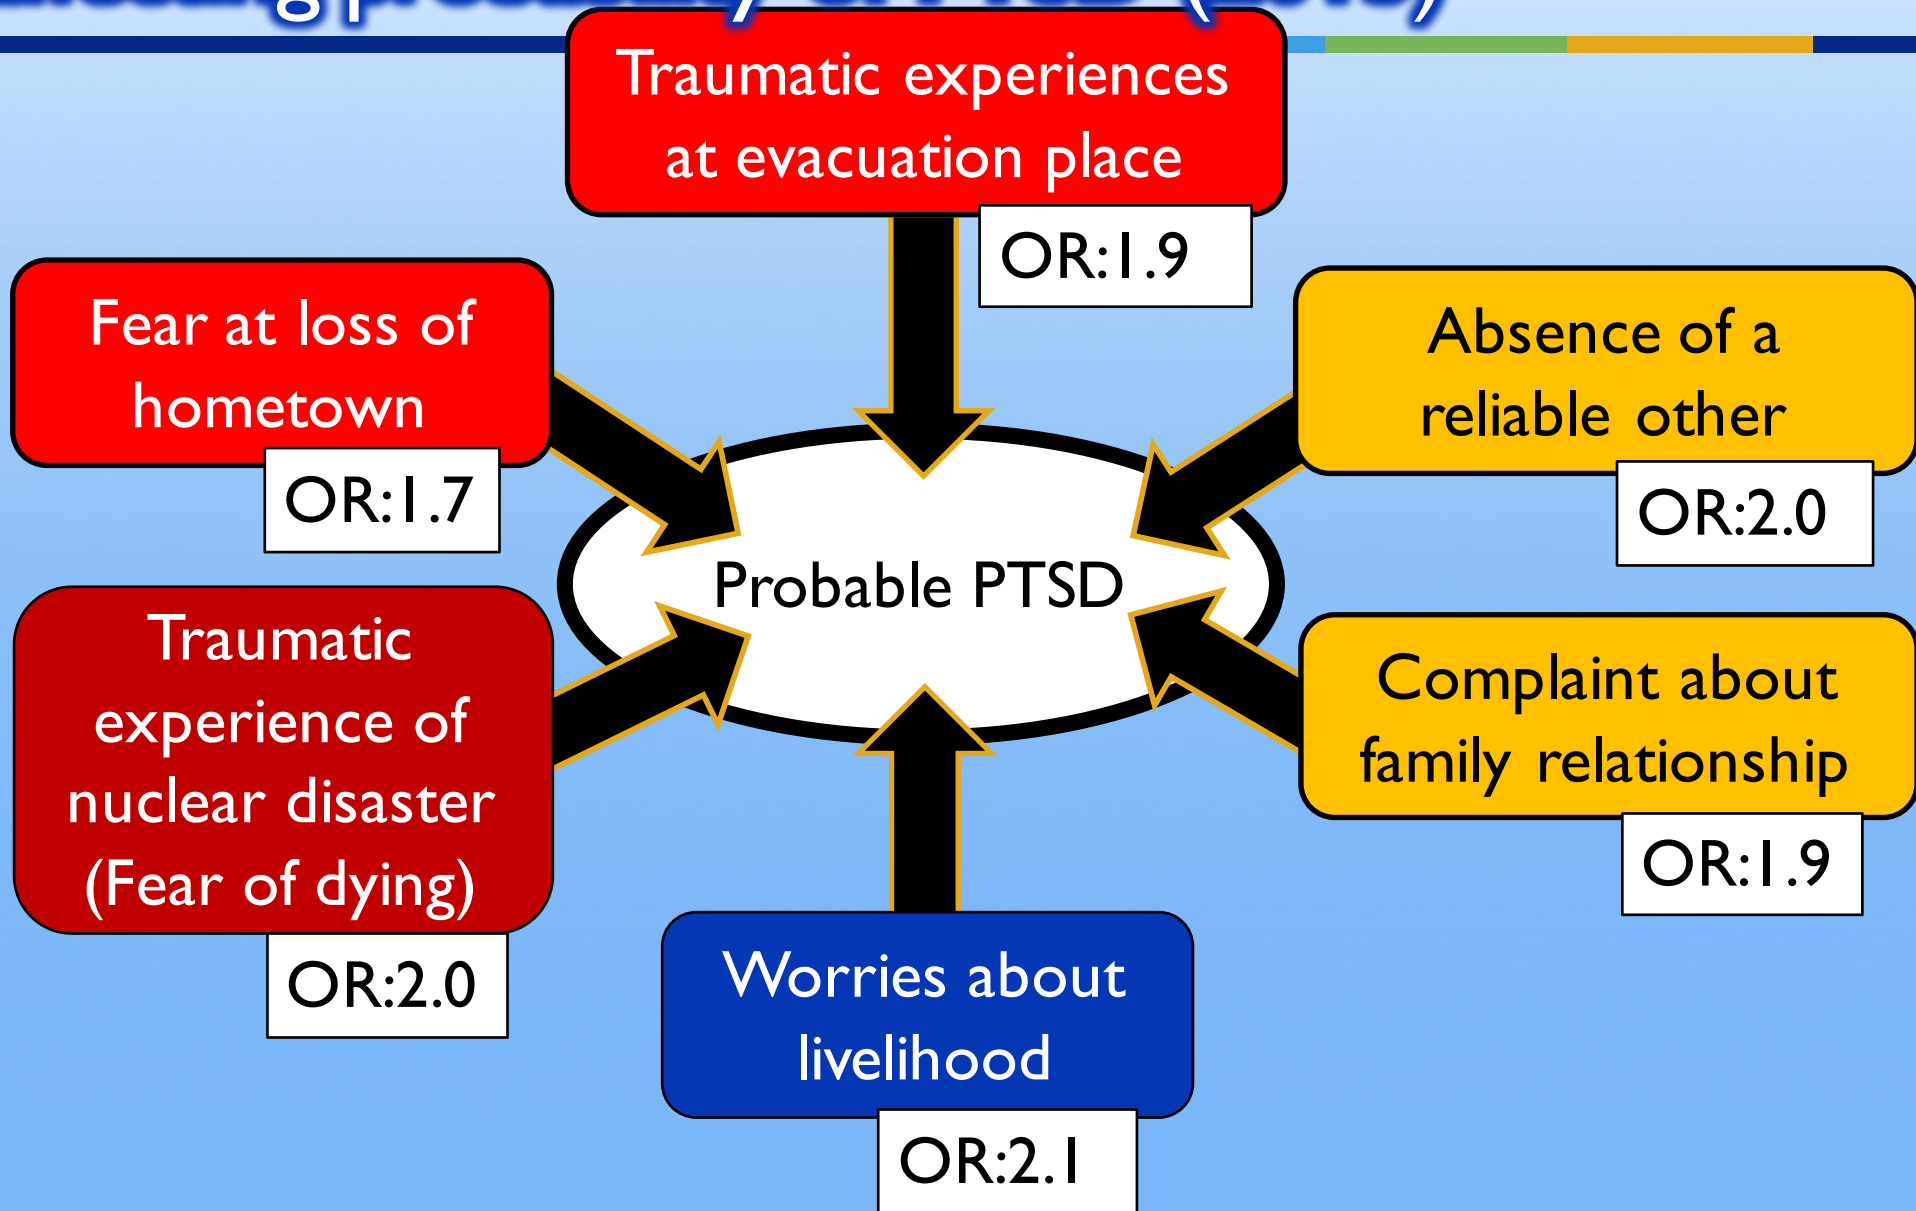 Traumatic experiences
at evacuation place
OR:1.9
Fear at loss of
hometown
OR:1.7
Absence of a
reliable other
OR:2.0
Probable PTSD
Traumatic
experience of
nuclear disaster
(Fear of dying)
OR:2.0
Complaint about
family relationship
OR:1.9
Worries about
livelihood
OR:2.1